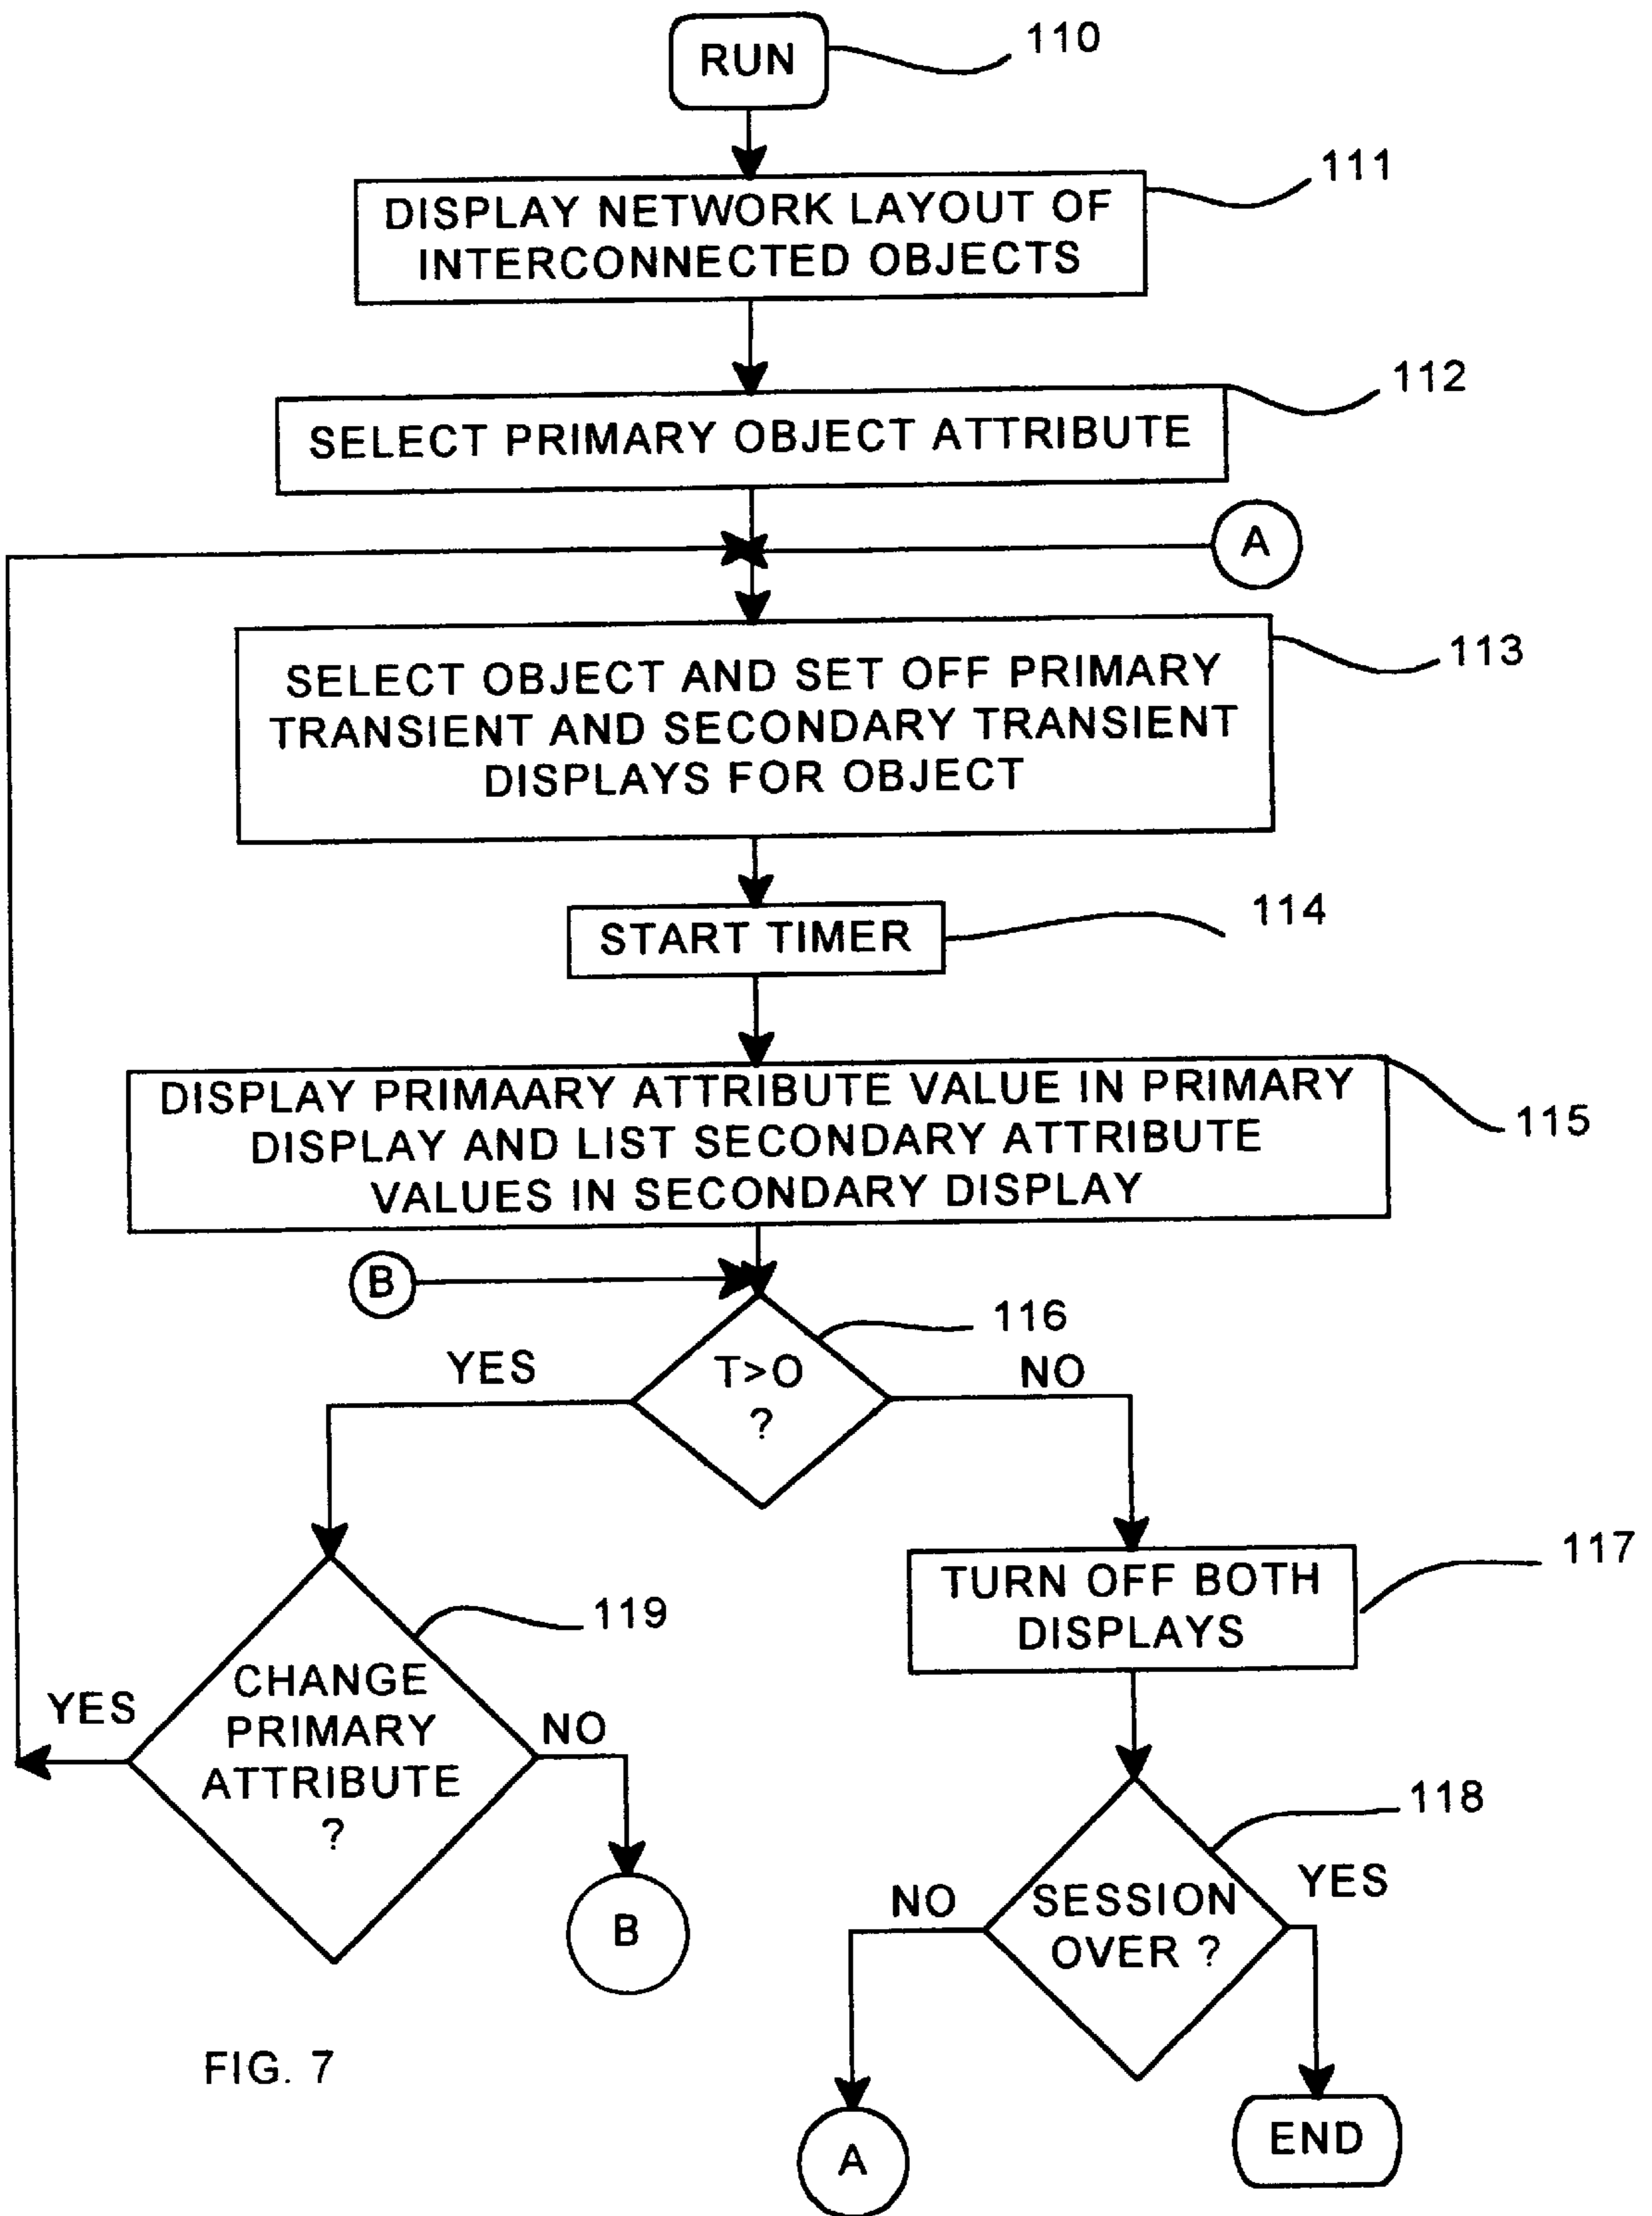 RUN
110
DISPLAY NETWORK LAYOUT OF
INTERCONNECTED OBJECTS
111
SELECT PRIMARY OBJECT ATTRIBUTE
112
A
SELECT OBJECT AND SET OFF PRIMARY
TRANSIENT AND SECONDARY TRANSIENT
DISPLAYS FOR OBJECT
113
START TIMER
114
DISPLAY PRIMAARY ATTRIBUTE VALUE IN PRIMARY
DISPLAY AND LIST SECONDARY ATTRIBUTE
VALUES IN SECONDARY DISPLAY
115
B
116
YES
T>O
?
NO
TURN OFF BOTH
DISPLAYS
117
119
CHANGE
PRIMARY
ATTRIBUTE
?
YES
NO
B
118
SESSION
OVER ?
NO
YES
A
END
FIG. 7